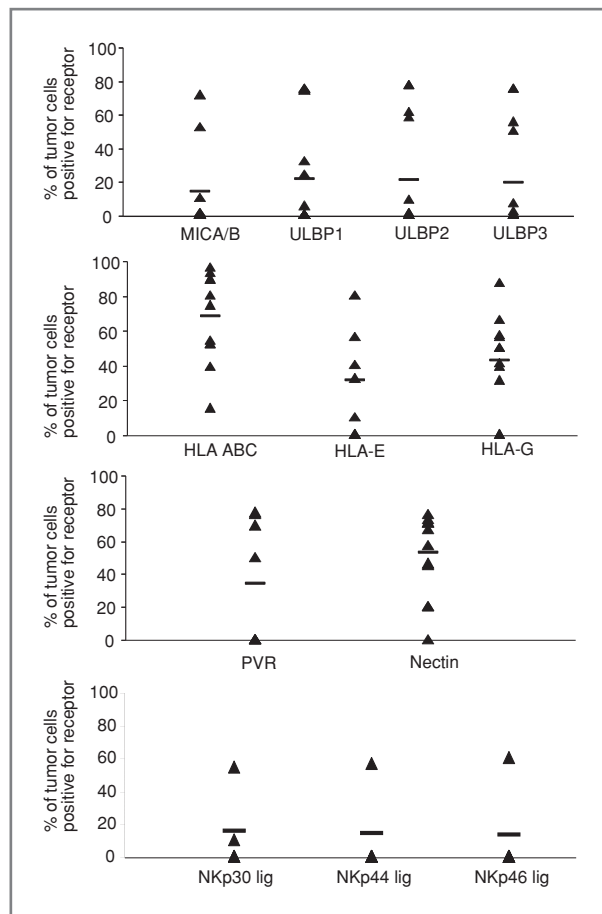 % of tumor cells
positive for receptor
100
80
60
40
20
0
MICA/B ULBP1 ULBP2 ULBP3
% of tumor cells
positive for receptor
100
80
60
40
20
0
HLA ABC HLA-E HLA-G
% of tumor cells
positive for receptor
100
80
60
40
20
0
PVR Nectin
% of tumor cells
positive for receptor
100
80
60
40
20
0
NKp30 lig NKp44 lig NKp46 lig